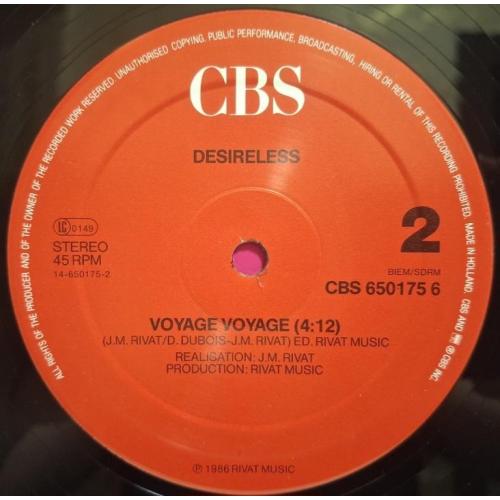 ALL RIGHTS OF THE PRODUCER AND OF THE OWNER OF THE RECORDED WORK RESERVED. UNAUTHORISED COPYING, PUBLIC PERFORMANCE, BROADCASTING, HIRING OR RENTAL OF THIS RECORDING PROHIBITED. MADE IN HOLLAND. CBS AND ℗ CBS INC.
CBS
DESIRELESS
LC 0149
STEREO
45 RPM
14-650175-2
2
BIEM/SDRM
CBS 650175 6
VOYAGE VOYAGE (4:12)
(J.M. RIVAT/D. DUBOIS-J.M. RIVAT) ED. RIVAT MUSIC
REALISATION: J.M. RIVAT
PRODUCTION: RIVAT MUSIC
℗ 1986 RIVAT MUSIC